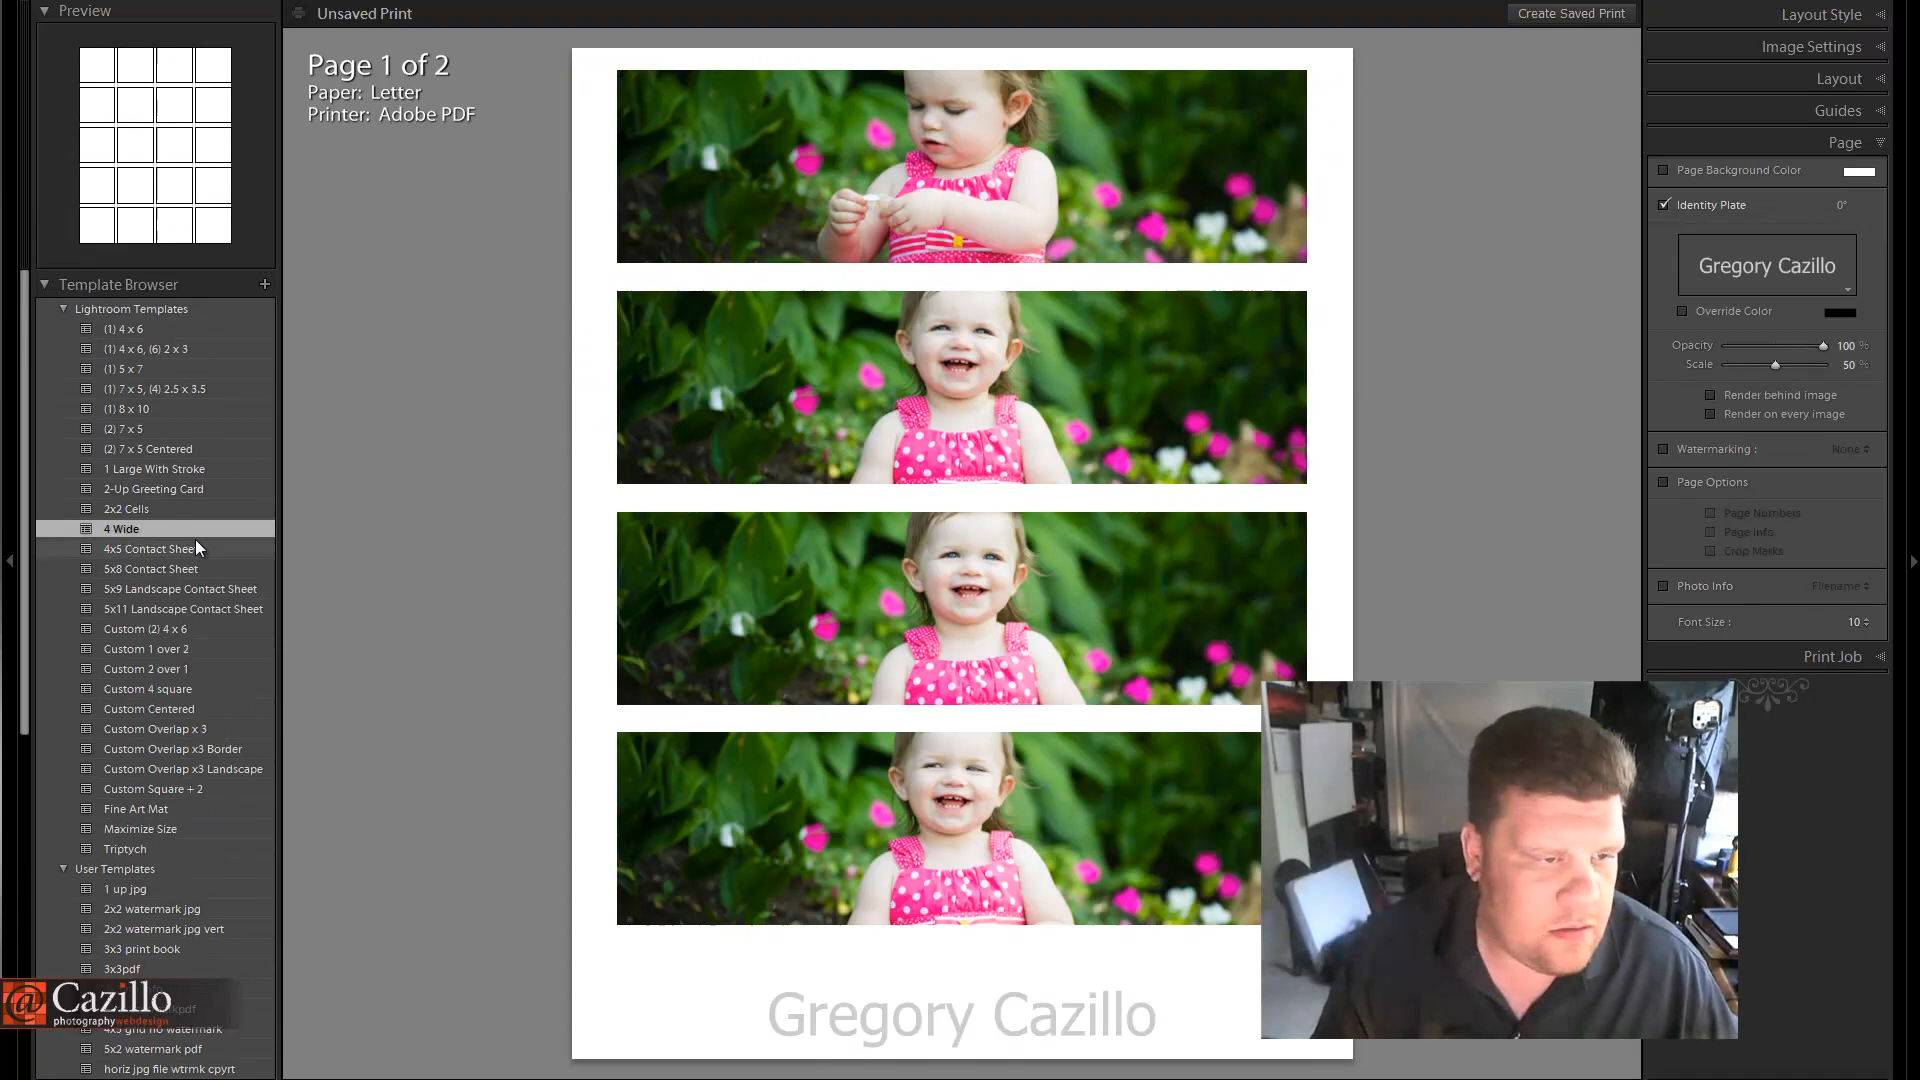 Preview
Template Browser
+
Lightroom Templates
(1) 4 x 6
(1) 4 x 6, (6) 2 x 3
(1) 5 x 7
(1) 7 x 5, (4) 2.5 x 3.5
(1) 8 x 10
(2) 7 x 5
(2) 7 x 5 Centered
1 Large With Stroke
2-Up Greeting Card
2x2 Cells
4 Wide
4x5 Contact Sheet
5x8 Contact Sheet
5x9 Landscape Contact Sheet
5x11 Landscape Contact Sheet
Custom (2) 4 x 6
Custom 1 over 2
Custom 2 over 1
Custom 4 square
Custom Centered
Custom Overlap x 3
Custom Overlap x3 Border
Custom Overlap x3 Landscape
Custom Square + 2
Fine Art Mat
Maximize Size
Triptych
User Templates
1 up jpg
2x2 watermark jpg
2x2 watermark jpg vert
3x3 print book
3x3pdf
@Cazillo
photographywebdesign
4x5 grid no watermark
5x2 watermark pdf
horiz jpg file wtrmk cpyrt
Unsaved Print
Create Saved Print
Page 1 of 2
Paper: Letter
Printer: Adobe PDF
Gregory Cazillo
Layout Style
Image Settings
Layout
Guides
Page
Page Background Color
Identity Plate 0°
Gregory Cazillo
Override Color
Opacity 100 %
Scale 50 %
Render behind image
Render on every image
Watermarking : None
Page Options
Page Numbers
Page Info
Crop Marks
Photo Info Filename
Font Size : 10
Print Job